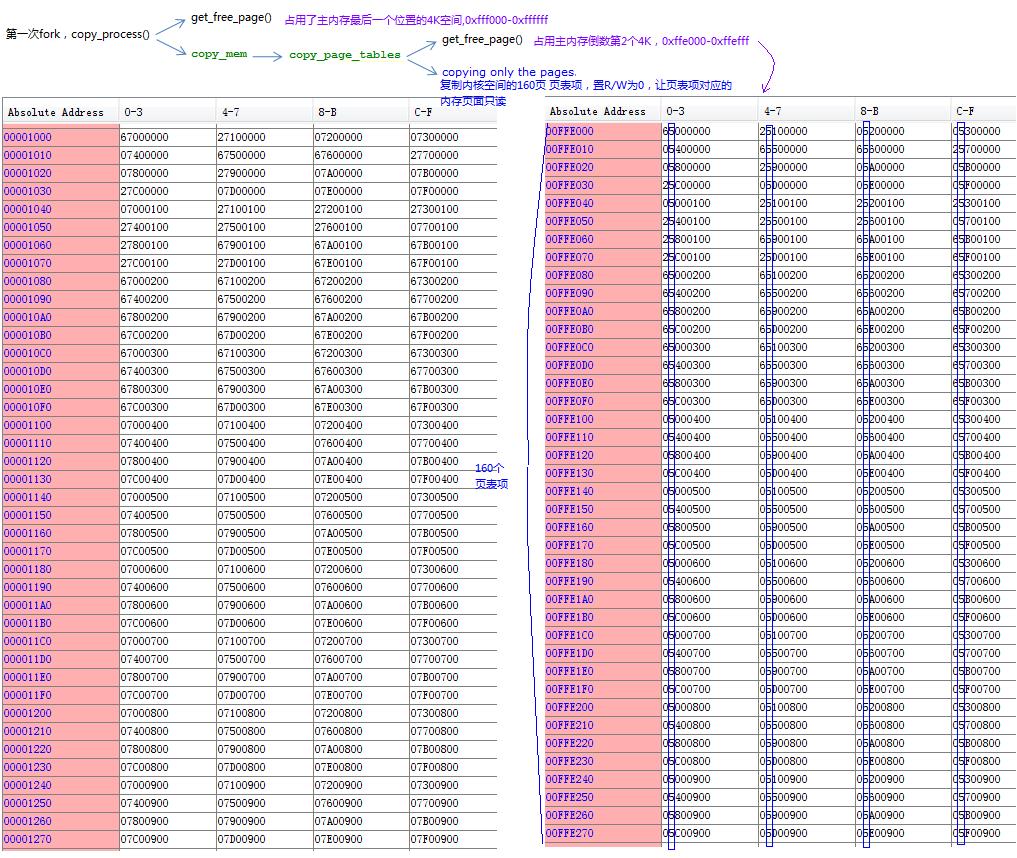 第一次fork，copy_process()
get_free_page() 占用了主内存最后一个位置的4K空间,0xfff000-0xffffff
copy_mem
copy_page_tables
get_free_page() 占用主内存倒数第2个4K，0xffe000-0xffefff
copying only the pages.
复制内核空间的160页 页表项，置R/W为0，让页表项对应的
内存页面只读
Absolute Address 0-3 4-7 8-B C-F
00001000 67000000 27100000 07200000 07300000
00001010 07400000 67500000 67600000 27700000
00001020 07800000 27900000 07A00000 07B00000
00001030 27C00000 07D00000 07E00000 07F00000
00001040 07000100 27100100 27200100 27300100
00001050 27400100 27500100 27600100 07700100
00001060 27800100 67900100 67A00100 67B00100
00001070 27C00100 27D00100 67E00100 67F00100
00001080 67000200 67100200 67200200 67300200
00001090 67400200 67500200 67600200 67700200
000010A0 67800200 67900200 67A00200 67B00200
000010B0 67C00200 67D00200 67E00200 67F00200
000010C0 67000300 67100300 67200300 67300300
000010D0 67400300 67500300 67600300 67700300
000010E0 67800300 67900300 67A00300 67B00300
000010F0 67C00300 67D00300 67E00300 67F00300
00001100 07000400 07100400 07200400 07300400
00001110 07400400 07500400 07600400 07700400
00001120 07800400 07900400 07A00400 07B00400
00001130 07C00400 07D00400 07E00400 07F00400
00001140 07000500 07100500 07200500 07300500
00001150 07400500 07500500 07600500 07700500
00001160 07800500 07900500 07A00500 07B00500
00001170 07C00500 07D00500 07E00500 07F00500
00001180 07000600 07100600 07200600 07300600
00001190 07400600 07500600 07600600 07700600
000011A0 07800600 07900600 07A00600 07B00600
000011B0 07C00600 07D00600 07E00600 07F00600
000011C0 07000700 07100700 07200700 07300700
000011D0 07400700 07500700 07600700 07700700
000011E0 07800700 07900700 07A00700 07B00700
000011F0 07C00700 07D00700 07E00700 07F00700
00001200 07000800 07100800 07200800 07300800
00001210 07400800 07500800 07600800 07700800
00001220 07800800 07900800 07A00800 07B00800
00001230 07C00800 07D00800 07E00800 07F00800
00001240 07000900 07100900 07200900 07300900
00001250 07400900 07500900 07600900 07700900
00001260 07800900 07900900 07A00900 07B00900
00001270 07C00900 07D00900 07E00900 07F00900
160个
页表项
Absolute Address 0-3 4-7 8-B C-F
00FFE000 65000000 25100000 05200000 05300000
00FFE010 05400000 65500000 65600000 25700000
00FFE020 05800000 25900000 05A00000 05B00000
00FFE030 25C00000 05D00000 05E00000 05F00000
00FFE040 05000100 25100100 25200100 25300100
00FFE050 25400100 25500100 25600100 05700100
00FFE060 25800100 65900100 65A00100 65B00100
00FFE070 25C00100 25D00100 65E00100 65F00100
00FFE080 65000200 65100200 65200200 65300200
00FFE090 65400200 65500200 65600200 65700200
00FFE0A0 65800200 65900200 65A00200 65B00200
00FFE0B0 65C00200 65D00200 65E00200 65F00200
00FFE0C0 65000300 65100300 65200300 65300300
00FFE0D0 65400300 65500300 65600300 65700300
00FFE0E0 65800300 65900300 65A00300 65B00300
00FFE0F0 65C00300 65D00300 65E00300 65F00300
00FFE100 05000400 05100400 05200400 05300400
00FFE110 05400400 05500400 05600400 05700400
00FFE120 05800400 05900400 05A00400 05B00400
00FFE130 05C00400 05D00400 05E00400 05F00400
00FFE140 05000500 05100500 05200500 05300500
00FFE150 05400500 05500500 05600500 05700500
00FFE160 05800500 05900500 05A00500 05B00500
00FFE170 05C00500 05D00500 05E00500 05F00500
00FFE180 05000600 05100600 05200600 05300600
00FFE190 05400600 05500600 05600600 05700600
00FFE1A0 05800600 05900600 05A00600 05B00600
00FFE1B0 05C00600 05D00600 05E00600 05F00600
00FFE1C0 05000700 05100700 05200700 05300700
00FFE1D0 05400700 05500700 05600700 05700700
00FFE1E0 05800700 05900700 05A00700 05B00700
00FFE1F0 05C00700 05D00700 05E00700 05F00700
00FFE200 05000800 05100800 05200800 05300800
00FFE210 05400800 05500800 05600800 05700800
00FFE220 05800800 05900800 05A00800 05B00800
00FFE230 05C00800 05D00800 05E00800 05F00800
00FFE240 05000900 05100900 05200900 05300900
00FFE250 05400900 05500900 05600900 05700900
00FFE260 05800900 05900900 05A00900 05B00900
00FFE270 05C00900 05D00900 05E00900 05F00900